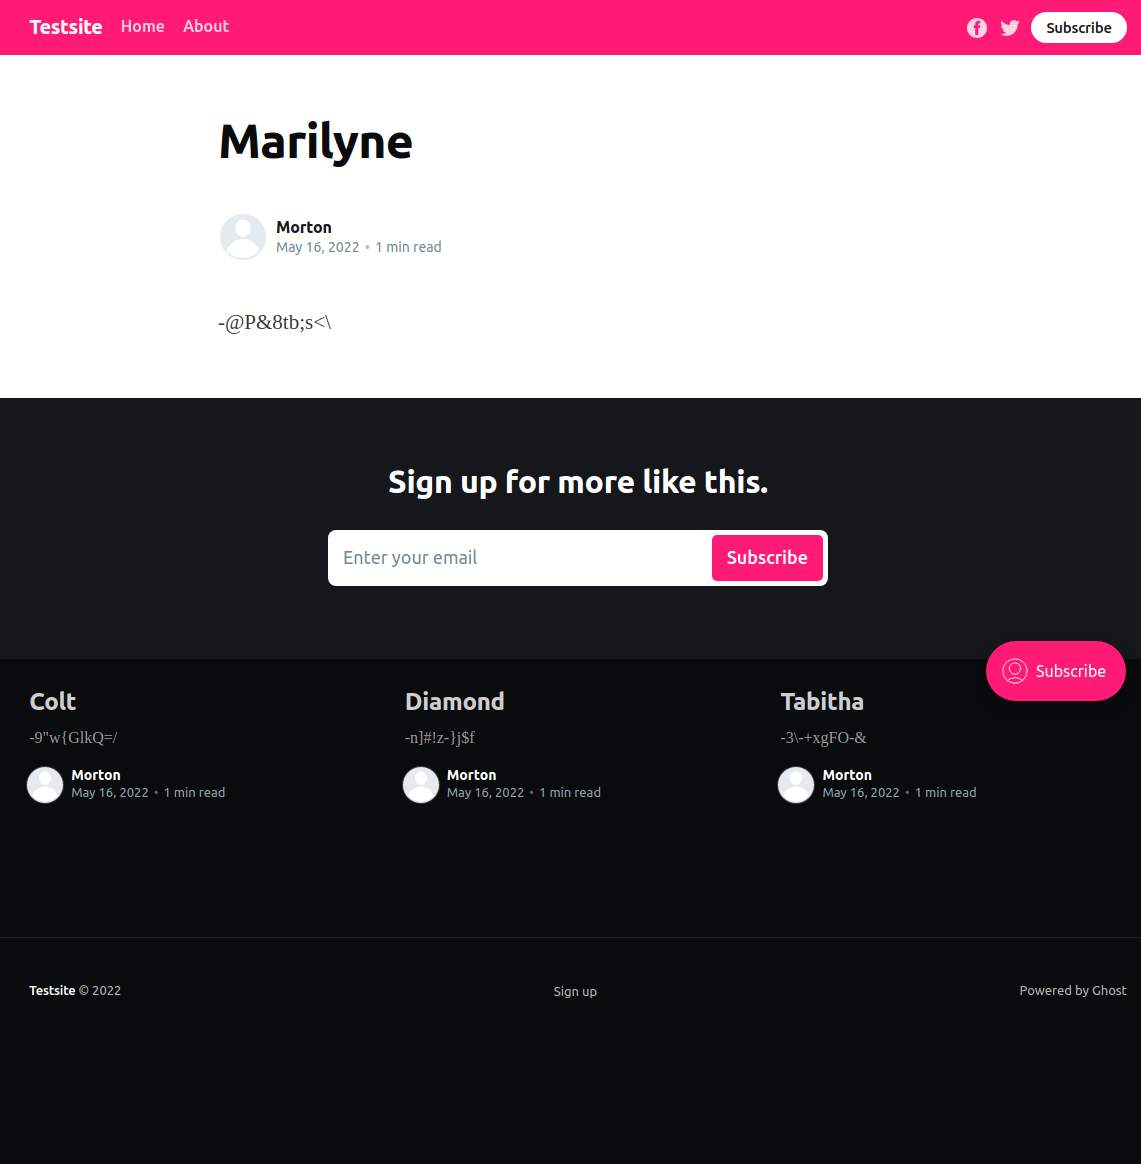 Testsite Home About Subscribe
Marilyne
Morton
May 16, 2022 • 1 min read
-@P&8tb;s<\
Sign up for more like this.
Enter your email Subscribe
Subscribe
Colt
-9"w{GlkQ=/
Morton
May 16, 2022 • 1 min read
Diamond
-n]#!z-}j$f
Morton
May 16, 2022 • 1 min read
Tabitha
-3\-+xgFO-&
Morton
May 16, 2022 • 1 min read
Testsite © 2022
Sign up
Powered by Ghost